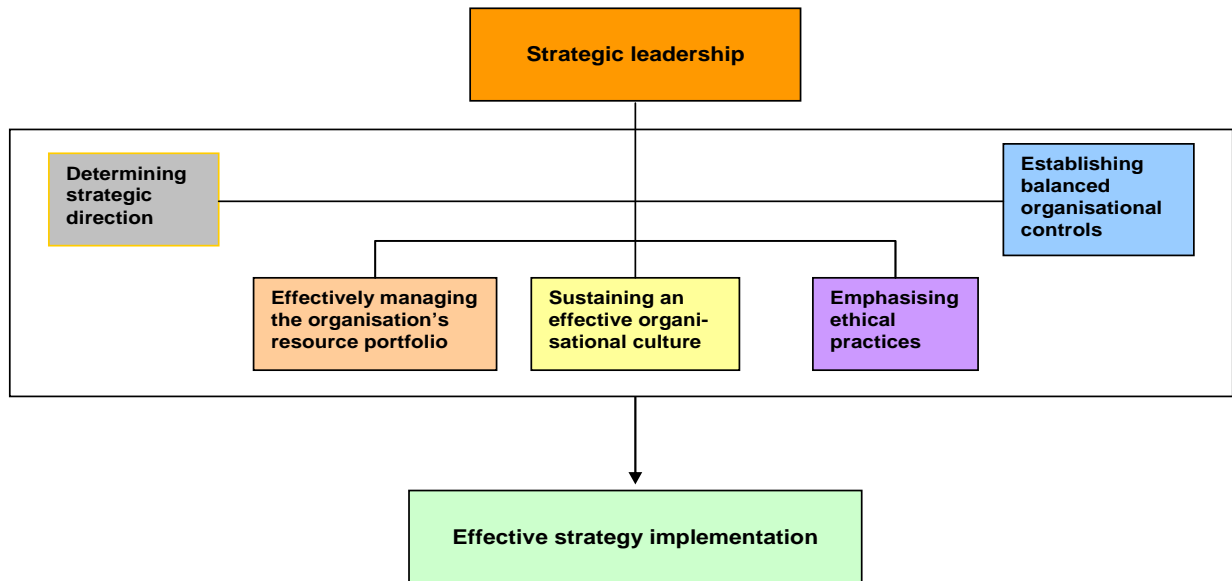 Strategic leadership
Determining
strategic
direction
Establishing
balanced
organisational
controls
Effectively managing
the organisation’s
resource portfolio
Sustaining an
effective organi-
sational culture
Emphasising
ethical
practices
Effective strategy implementation